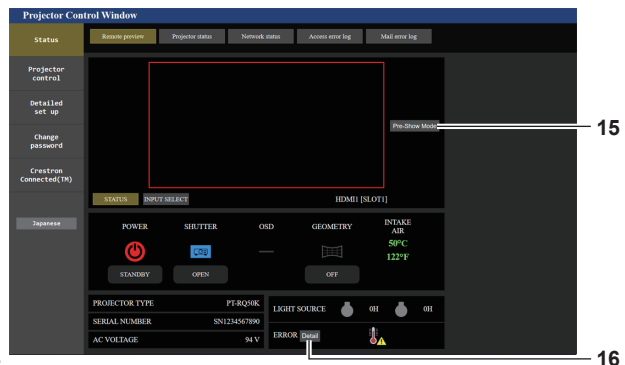 Projector Control Window
Status
Remote preview
Projector status
Network status
Access error log
Mail error log
Projector
control
Detailed
set up
Change
password
Crestron
Connected(TM)
Japanese
Pre-Show Mode
15
STATUS
INPUT SELECT
HDMI1 [SLOT1]
POWER
SHUTTER
OSD
GEOMETRY
INTAKE
AIR
50°C
122°F
STANDBY
OPEN
OFF
PROJECTOR TYPE PT-RQ50K
SERIAL NUMBER SN1234567890
AC VOLTAGE 94 V
LIGHT SOURCE 0H 0H
ERROR Detail
16